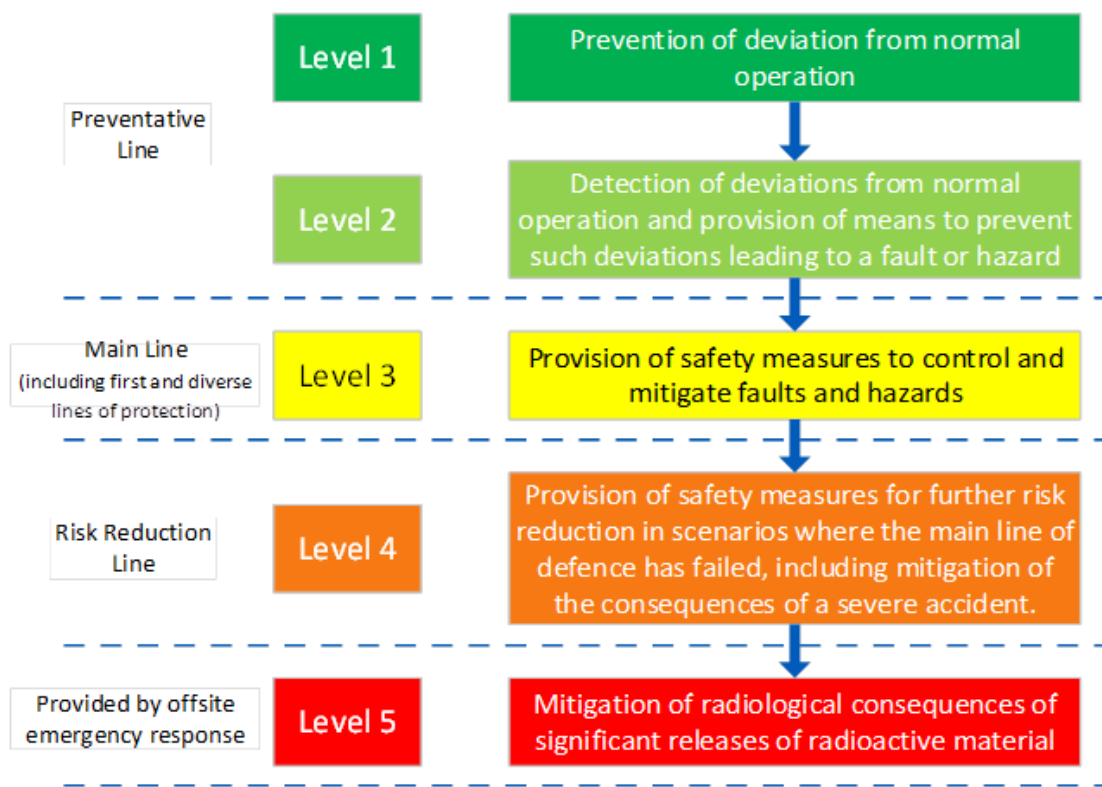 Level 1
Prevention of deviation from normal
operation
Preventative
Line
Level 2
Detection of deviations from normal
operation and provision of means to prevent
such deviations leading to a fault or hazard
Main Line
(including first and diverse
lines of protection)
Level 3
Provision of safety measures to control and
mitigate faults and hazards
Risk Reduction
Line
Level 4
Provision of safety measures for further risk
reduction in scenarios where the main line of
defence has failed, including mitigation of
the consequences of a severe accident.
Provided by offsite
emergency response
Level 5
Mitigation of radiological consequences of
significant releases of radioactive material